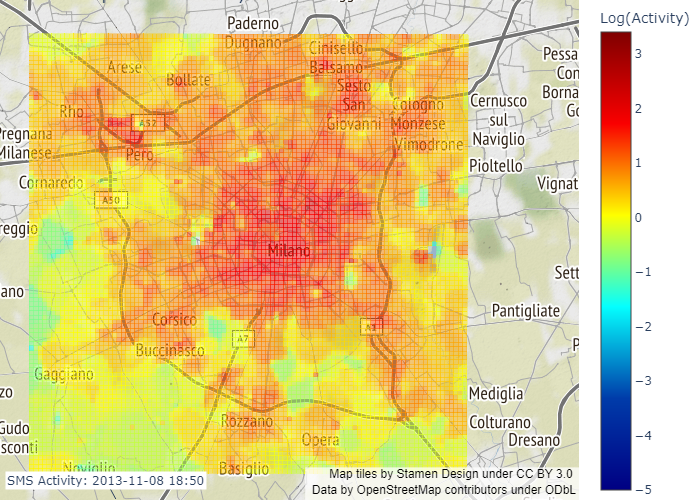 Log(Activity)
Paderno
Dugnano
Cinisello
Balsamo
Arese
Bollate
Sesto
San
Giovanni
Cologno
Monzese
Vimodrone
Cernusco
sul
Naviglio
Pioltello
Pessa
Con
Borna
Go
Rho
A52
Pero
Pregnana
Milanese
Cornaredo
A50
Vignat
reggio
Milano
ano
Sett
Pantigliate
Corsico
A7
Buccinasco
Gaggiano
P
zo
Mediglia
Rozzano
Colturano
Opera
Dresano
Gudo
sconti
Noviglio
Basiglio
3
2
1
0
−1
−2
−3
−4
−5
SMS Activity: 2013-11-08 18:50
Map tiles by Stamen Design under CC BY 3.0
Data by OpenStreetMap contributors under ODbL